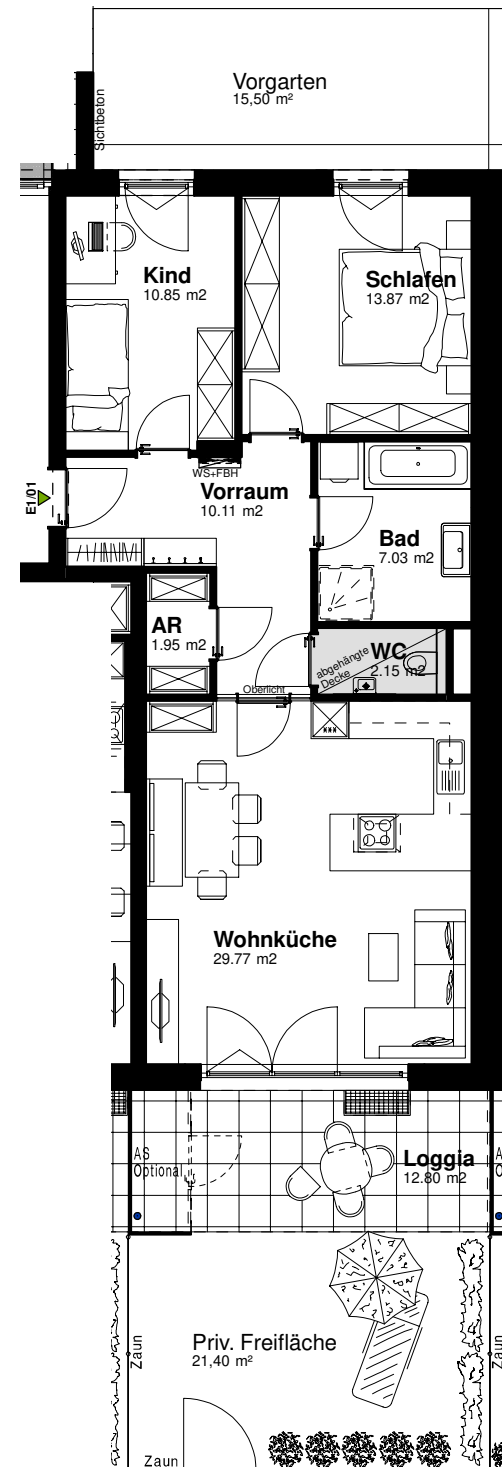 Vorgarten
15,50 m²
Sichtbeton
Kind
10.85 m2
Schlafen
13.87 m2
WS+FBH
Vorraum
10.11 m2
E1/01
Bad
7.03 m2
AR
1.95 m2
abgehängte
Decke
WC
2.15 m2
Oberlicht
Wohnküche
29.77 m2
AS
Optional
Loggia
12.80 m2
A
O
Zaun
Priv. Freifläche
21,40 m²
Zaun
Zaun